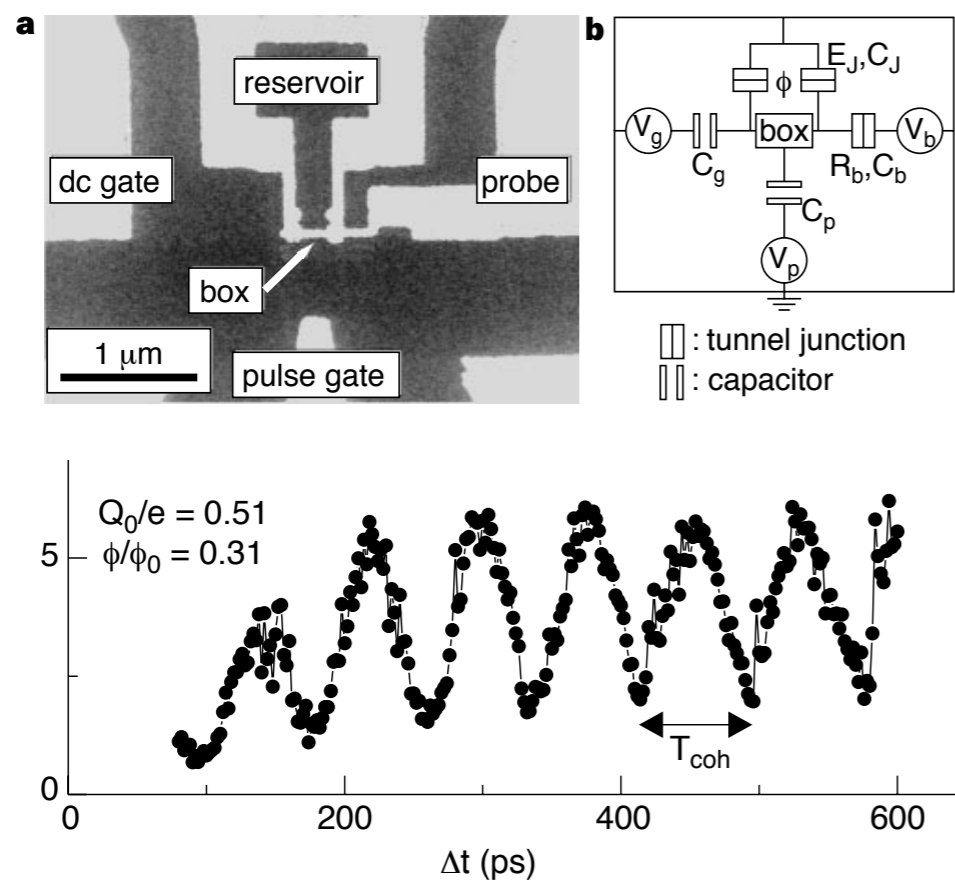 a
reservoir
dc gate
probe
box
1 μm
pulse gate
b
E_J,C_J
ϕ
V_g
box
V_b
C_g
R_b,C_b
C_p
V_p
: tunnel junction
: capacitor
Q_0/e = 0.51
ϕ/ϕ_0 = 0.31
5
0
T_coh
0 200 400 600
Δt (ps)